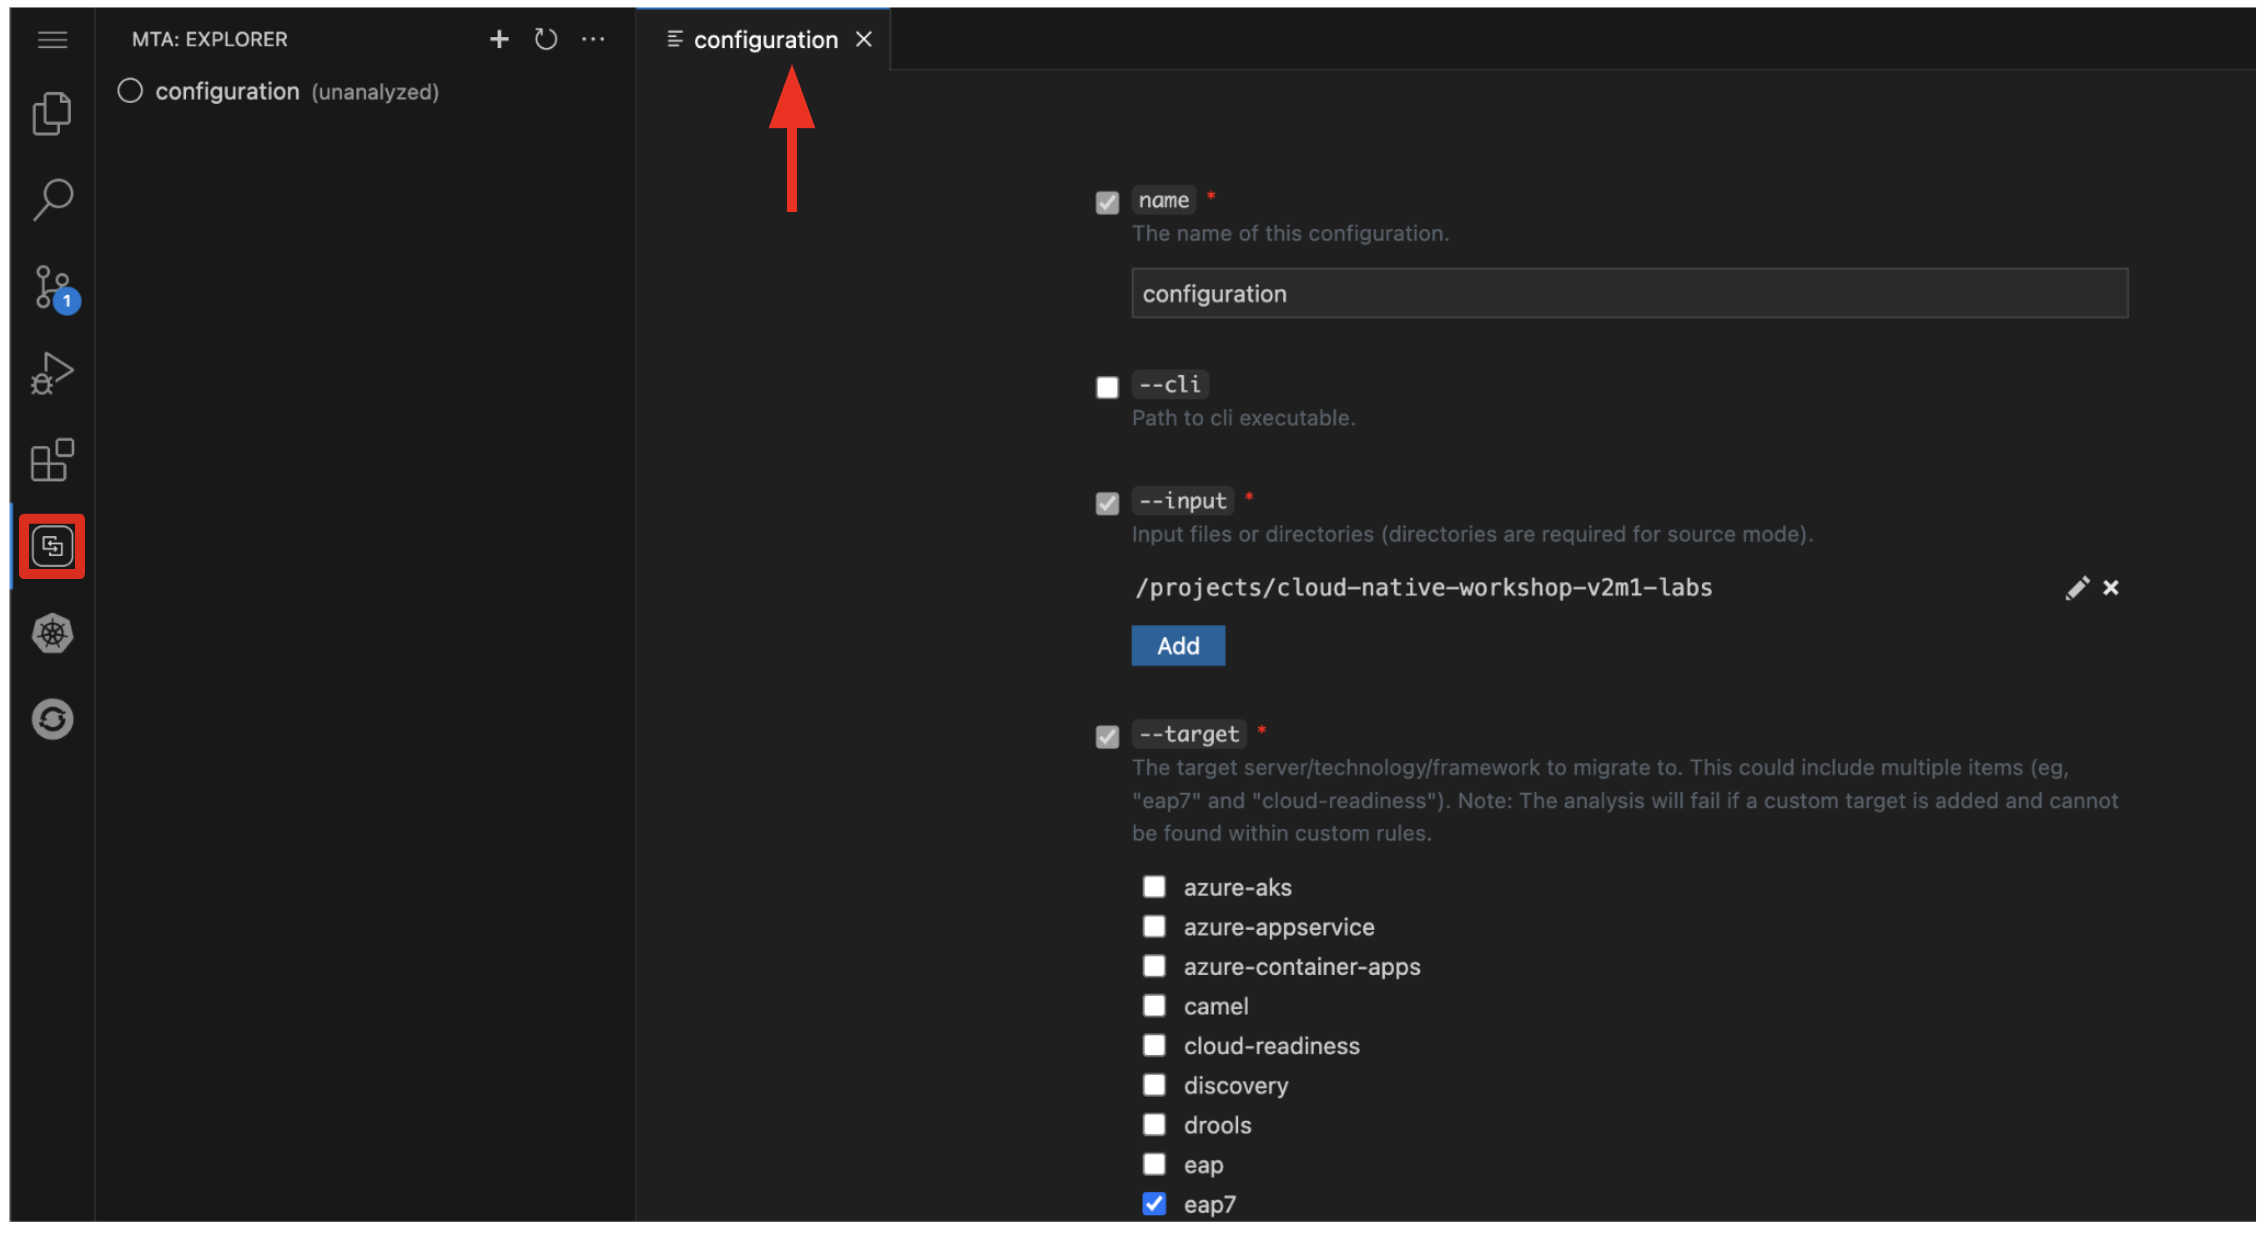 MTA: EXPLORER
configuration
configuration (unanalyzed)
1
name *
The name of this configuration.
configuration
--cli
Path to cli executable.
--input *
Input files or directories (directories are required for source mode).
/projects/cloud-native-workshop-v2m1-labs
Add
--target *
The target server/technology/framework to migrate to. This could include multiple items (eg,
"eap7" and "cloud-readiness"). Note: The analysis will fail if a custom target is added and cannot
be found within custom rules.
azure-aks
azure-appservice
azure-container-apps
camel
cloud-readiness
discovery
drools
eap
eap7